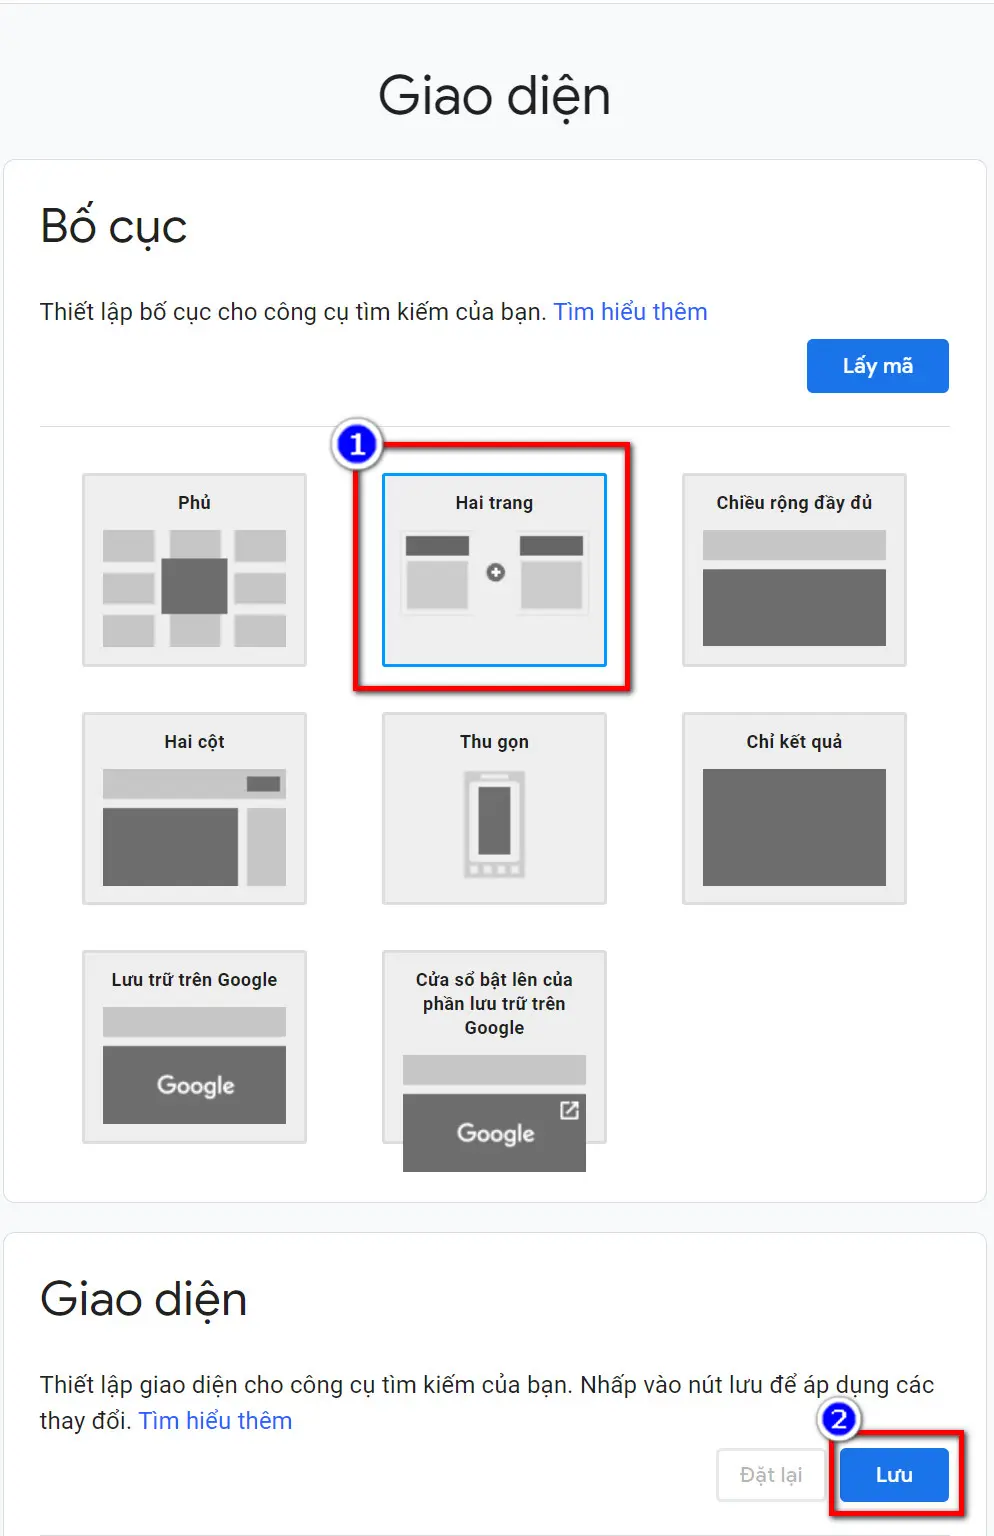 Giao diện
Bố cục
Thiết lập bố cục cho công cụ tìm kiếm của bạn. Tìm hiểu thêm
Lấy mã
1
Phủ
Hai trang
Chiều rộng đầy đủ
Hai cột
Thu gọn
Chỉ kết quả
Lưu trữ trên Google
Google
Cửa sổ bật lên của
phần lưu trữ trên
Google
Google
Giao diện
Thiết lập giao diện cho công cụ tìm kiếm của bạn. Nhấp vào nút lưu để áp dụng các
thay đổi. Tìm hiểu thêm
2
Đặt lại
Lưu